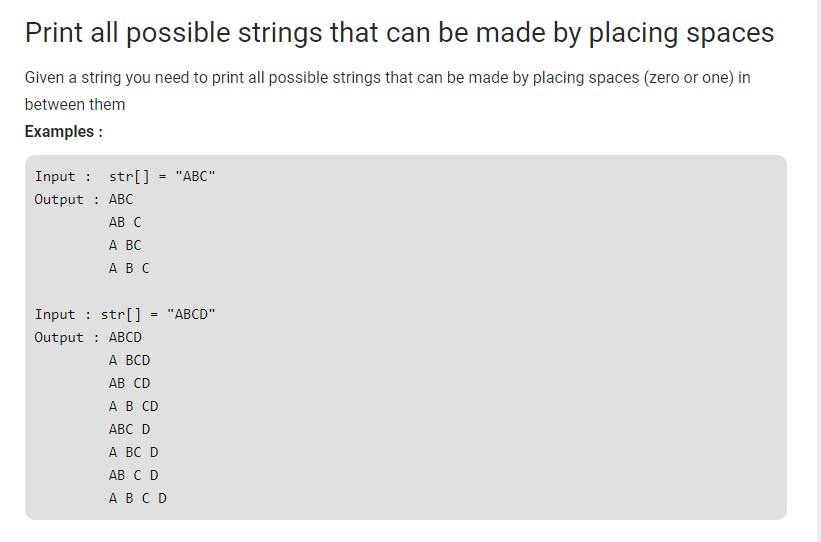 Print all possible strings that can be made by placing spaces
Given a string you need to print all possible strings that can be made by placing spaces (zero or one) in
between them
Examples :
Input :  str[] = "ABC"
Output : ABC
         AB C
         A BC
         A B C
Input : str[] = "ABCD"
Output : ABCD
         A BCD
         AB CD
         A B CD
         ABC D
         A BC D
         AB C D
         A B C D